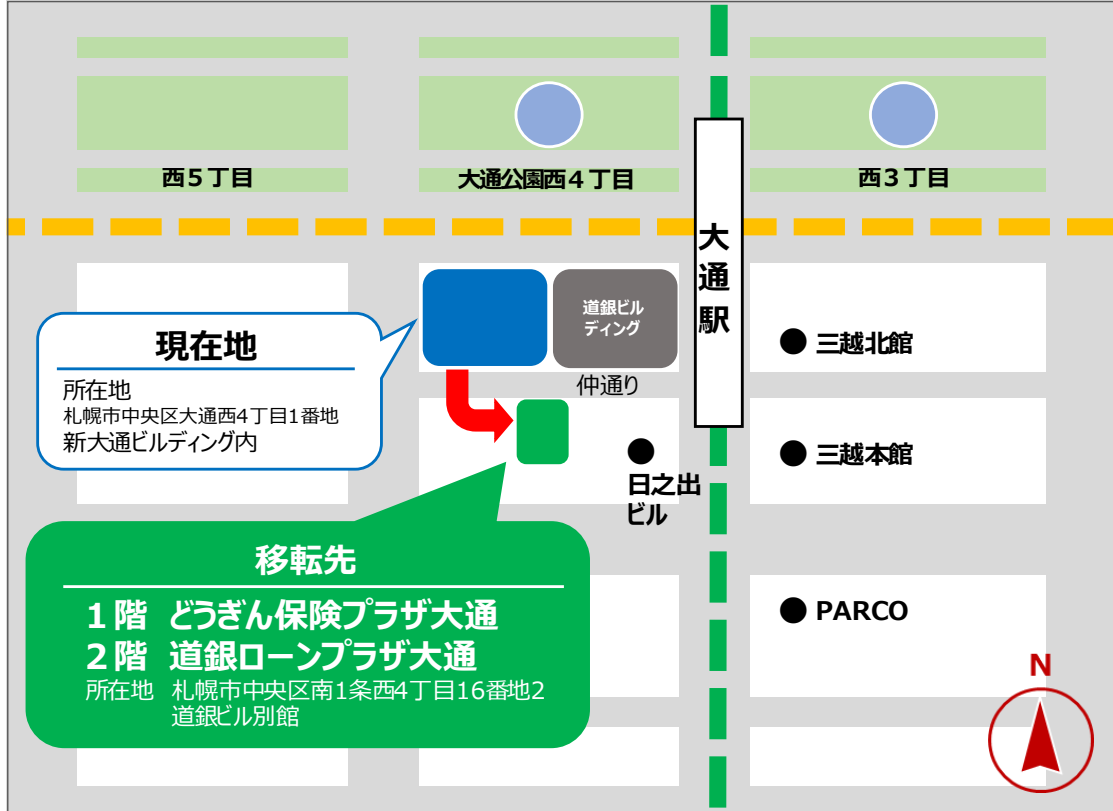 西5丁目
大通公園西4丁目
西3丁目
大通駅
道銀ビル
ディング
仲通り
現在地
所在地
札幌市中央区大通西4丁目1番地
新大通ビルディング内
三越北館
三越本館
日之出
ビル
移転先
1階 どうぎん保険プラザ大通
2階 道銀ローンプラザ大通
所在地 札幌市中央区南1条西4丁目16番地2
道銀ビル別館
PARCO
N